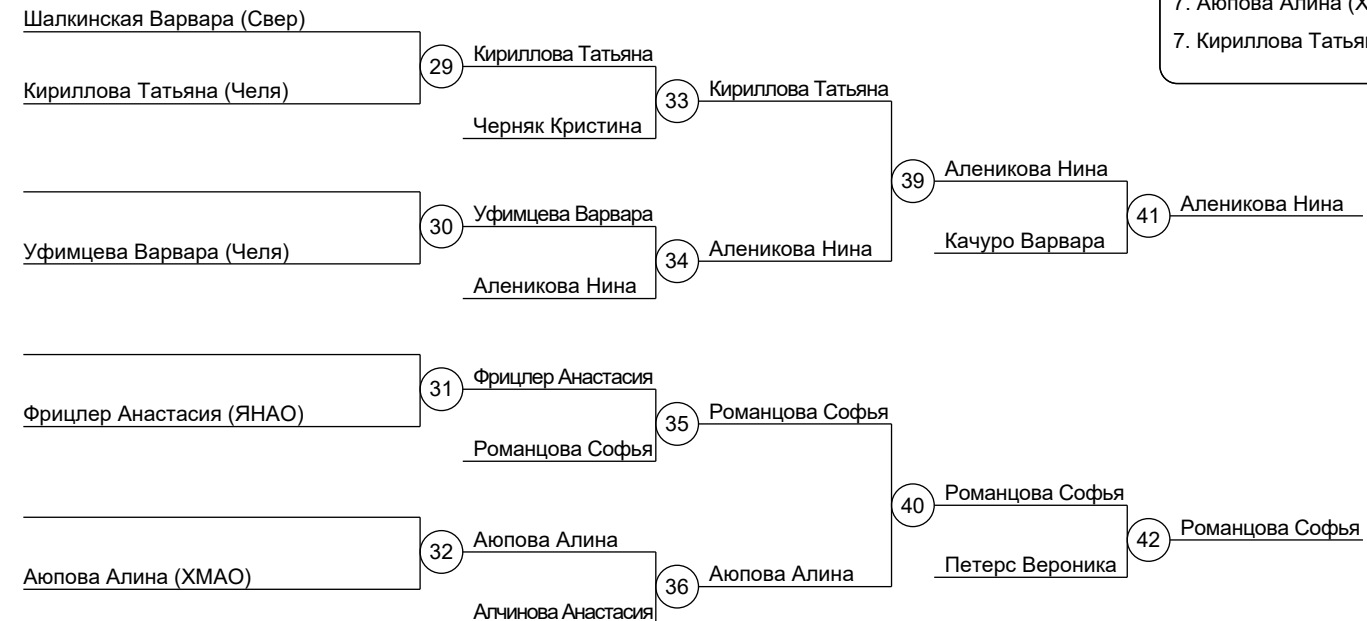 7. Аюпова Алина (Х
7. Кириллова Татья
Шалкинская Варвара (Свер)
29
Кириллова Татьяна
Кириллова Татьяна (Челя)
33
Кириллова Татьяна
Черняк Кристина
39
Аленикова Нина
30
Уфимцева Варвара
41
Аленикова Нина
Уфимцева Варвара (Челя)
34
Аленикова Нина
Качуро Варвара
Аленикова Нина
31
Фрицлер Анастасия
Фрицлер Анастасия (ЯНАО)
35
Романцова Софья
Романцова Софья
40
Романцова Софья
32
Аюпова Алина
42
Романцова Софья
Аюпова Алина (ХМАО)
36
Аюпова Алина
Петерс Вероника
Алчинова Анастасия